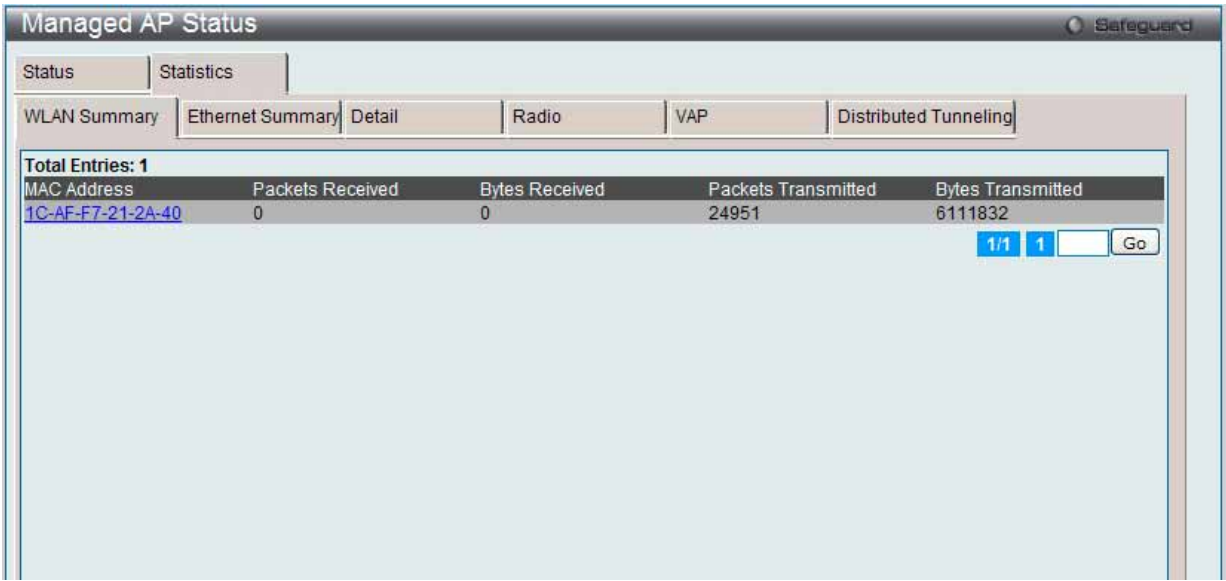 Managed AP Status
Safeguard
Status Statistics
WLAN Summary Ethernet Summary Detail Radio VAP Distributed Tunneling
Total Entries: 1
MAC Address Packets Received Bytes Received Packets Transmitted Bytes Transmitted
1C-AF-F7-21-2A-40 0 0 24951 6111832
1/1 1 Go